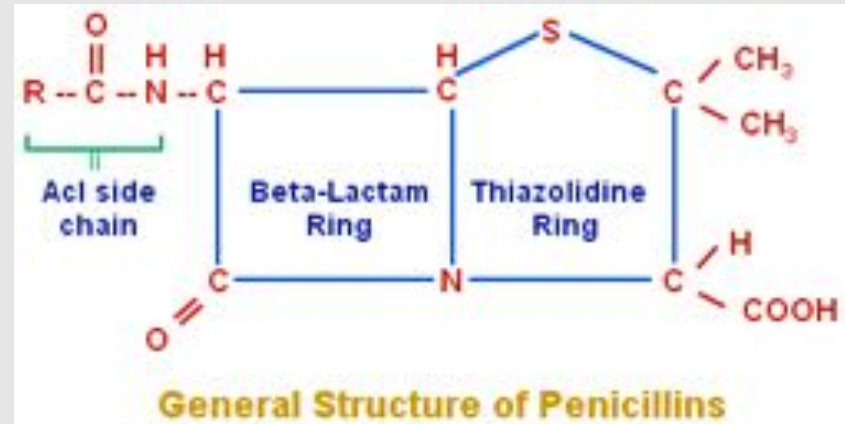 O
H H H S CH3
R -- C -- N -- C C C CH3
Acl side chain
Beta-Lactam Ring
Thiazolidine Ring
H
C N C COOH
O
General Structure of Penicillins